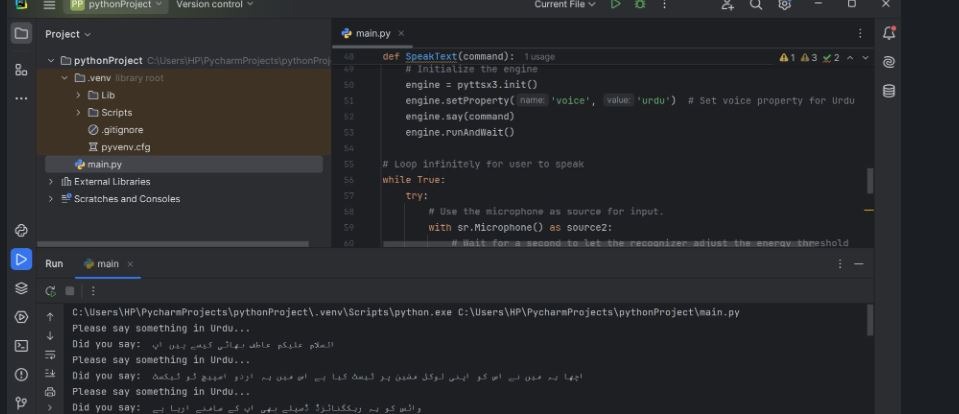 PP pythonProject Version control Current File
Project
main.py
pythonProject C:\Users\HP\PycharmProjects\pythonProj
.venv library root
Lib
Scripts
.gitignore
pyvenv.cfg
main.py
External Libraries
Scratches and Consoles
48 def SpeakText(command): 1 usage
1 3 2
49 # Initialize the engine
50 engine = pyttsx3.init()
51 engine.setProperty( name: 'voice', value: 'urdu') # Set voice property for Urdu
52 engine.say(command)
53 engine.runAndWait()
54
55 # Loop infinitely for user to speak
56 while True:
57 try:
58 # Use the microphone as source for input.
59 with sr.Microphone() as source2:
60 # Wait for a second to let the recognizer adjust the energy threshold
Run main
C:\Users\HP\PycharmProjects\pythonProject\.venv\Scripts\python.exe C:\Users\HP\PycharmProjects\pythonProject\main.py
Please say something in Urdu...
Did you say: السلام علیکم عاطف بھائی کیسے ہیں آپ
Please say something in Urdu...
Did you say: اچھا یہ میں نے اس کو اپنی لوکل مشین پر ٹیسٹ کیا ہے اس میں یہ اردو اسپیچ ٹو ٹیکسٹ
Please say something in Urdu...
Did you say: وائس کو یہ ریکگنائزڈ ڈسپلے بھی آپ کے سامنے آرہا ہے